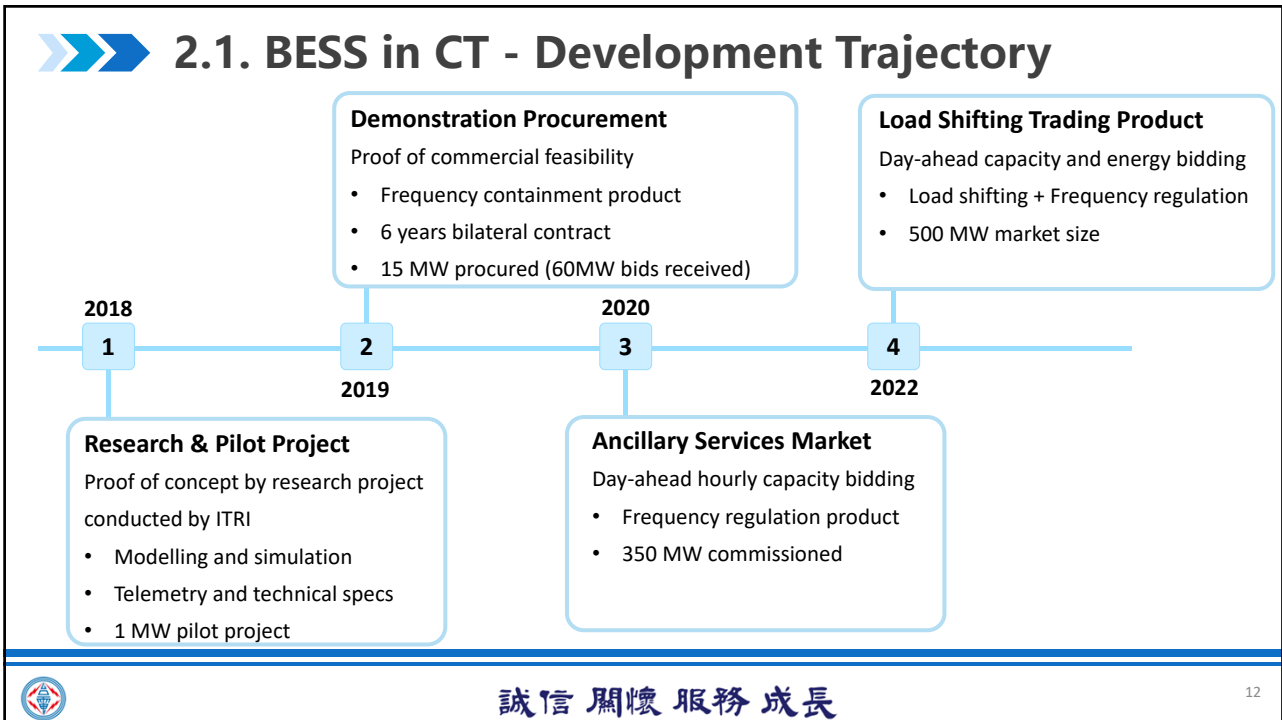 2.1. BESS in CT - Development Trajectory
Demonstration Procurement
Proof of commercial feasibility
• Frequency containment product
• 6 years bilateral contract
• 15 MW procured (60MW bids received)
Load Shifting Trading Product
Day-ahead capacity and energy bidding
• Load shifting + Frequency regulation
• 500 MW market size
2018
2020
1
2
3
4
2019
2022
Research & Pilot Project
Proof of concept by research project
conducted by ITRI
• Modelling and simulation
• Telemetry and technical specs
• 1 MW pilot project
Ancillary Services Market
Day-ahead hourly capacity bidding
• Frequency regulation product
• 350 MW commissioned
誠信 關懷 服務 成長
12